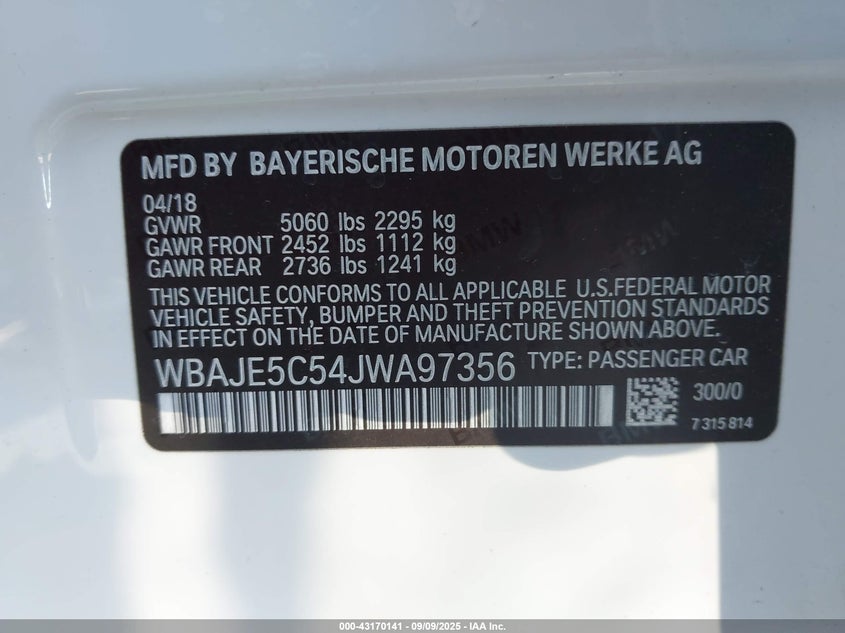 MFD BY BAYERISCHE MOTOREN WERKE AG
04/18
GVWR 5060 lbs 2295 kg
GAWR FRONT 2452 lbs 1112 kg
GAWR REAR 2736 lbs 1241 kg
THIS VEHICLE CONFORMS TO ALL APPLICABLE U.S.FEDERAL MOTOR
VEHICLE SAFETY, BUMPER AND THEFT PREVENTION STANDARDS
IN EFFECT ON THE DATE OF MANUFACTURE SHOWN ABOVE.
WBAJE5C54JWA97356 TYPE: PASSENGER CAR
300/0
7 315 814
000-43170141 - 09/09/2025 - IAA Inc.